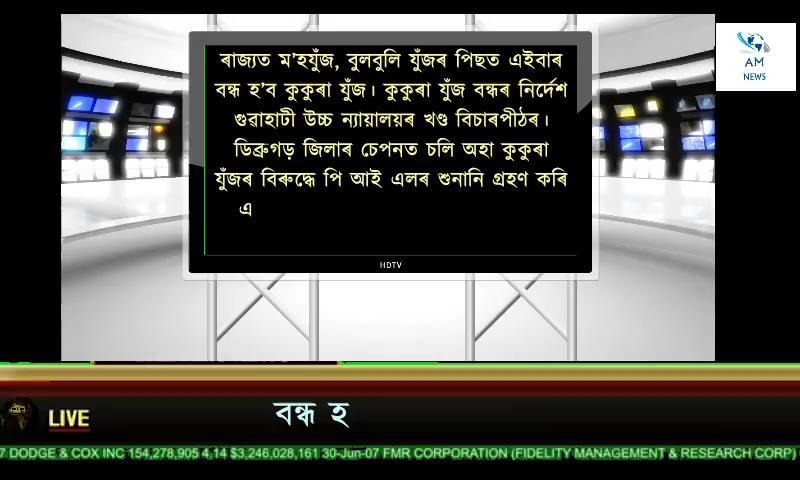 ৰাজ্যত ম’হযুঁজ, বুলবুলি যুঁজৰ পিছত এইবাৰ
বন্ধ হ’ব কুকুৰা যুঁজ। কুকুৰা যুঁজ বন্ধৰ নিৰ্দেশ
গুৱাহাটী উচ্চ ন্যায়ালয়ৰ খণ্ড বিচাৰপীঠৰ।
ডিব্ৰুগড় জিলাৰ চেপনত চলি অহা কুকুৰা
যুঁজৰ বিৰুদ্ধে পি আই এলৰ শুনানি গ্ৰহণ কৰি
এ
HDTV
AM
NEWS
LIVE
বন্ধ হ
7 DODGE & COX INC 154,278,905 4.14 $3,246,028,161 30-Jun-07 FMR CORPORATION (FIDELITY MANAGEMENT & RESEARCH CORP)